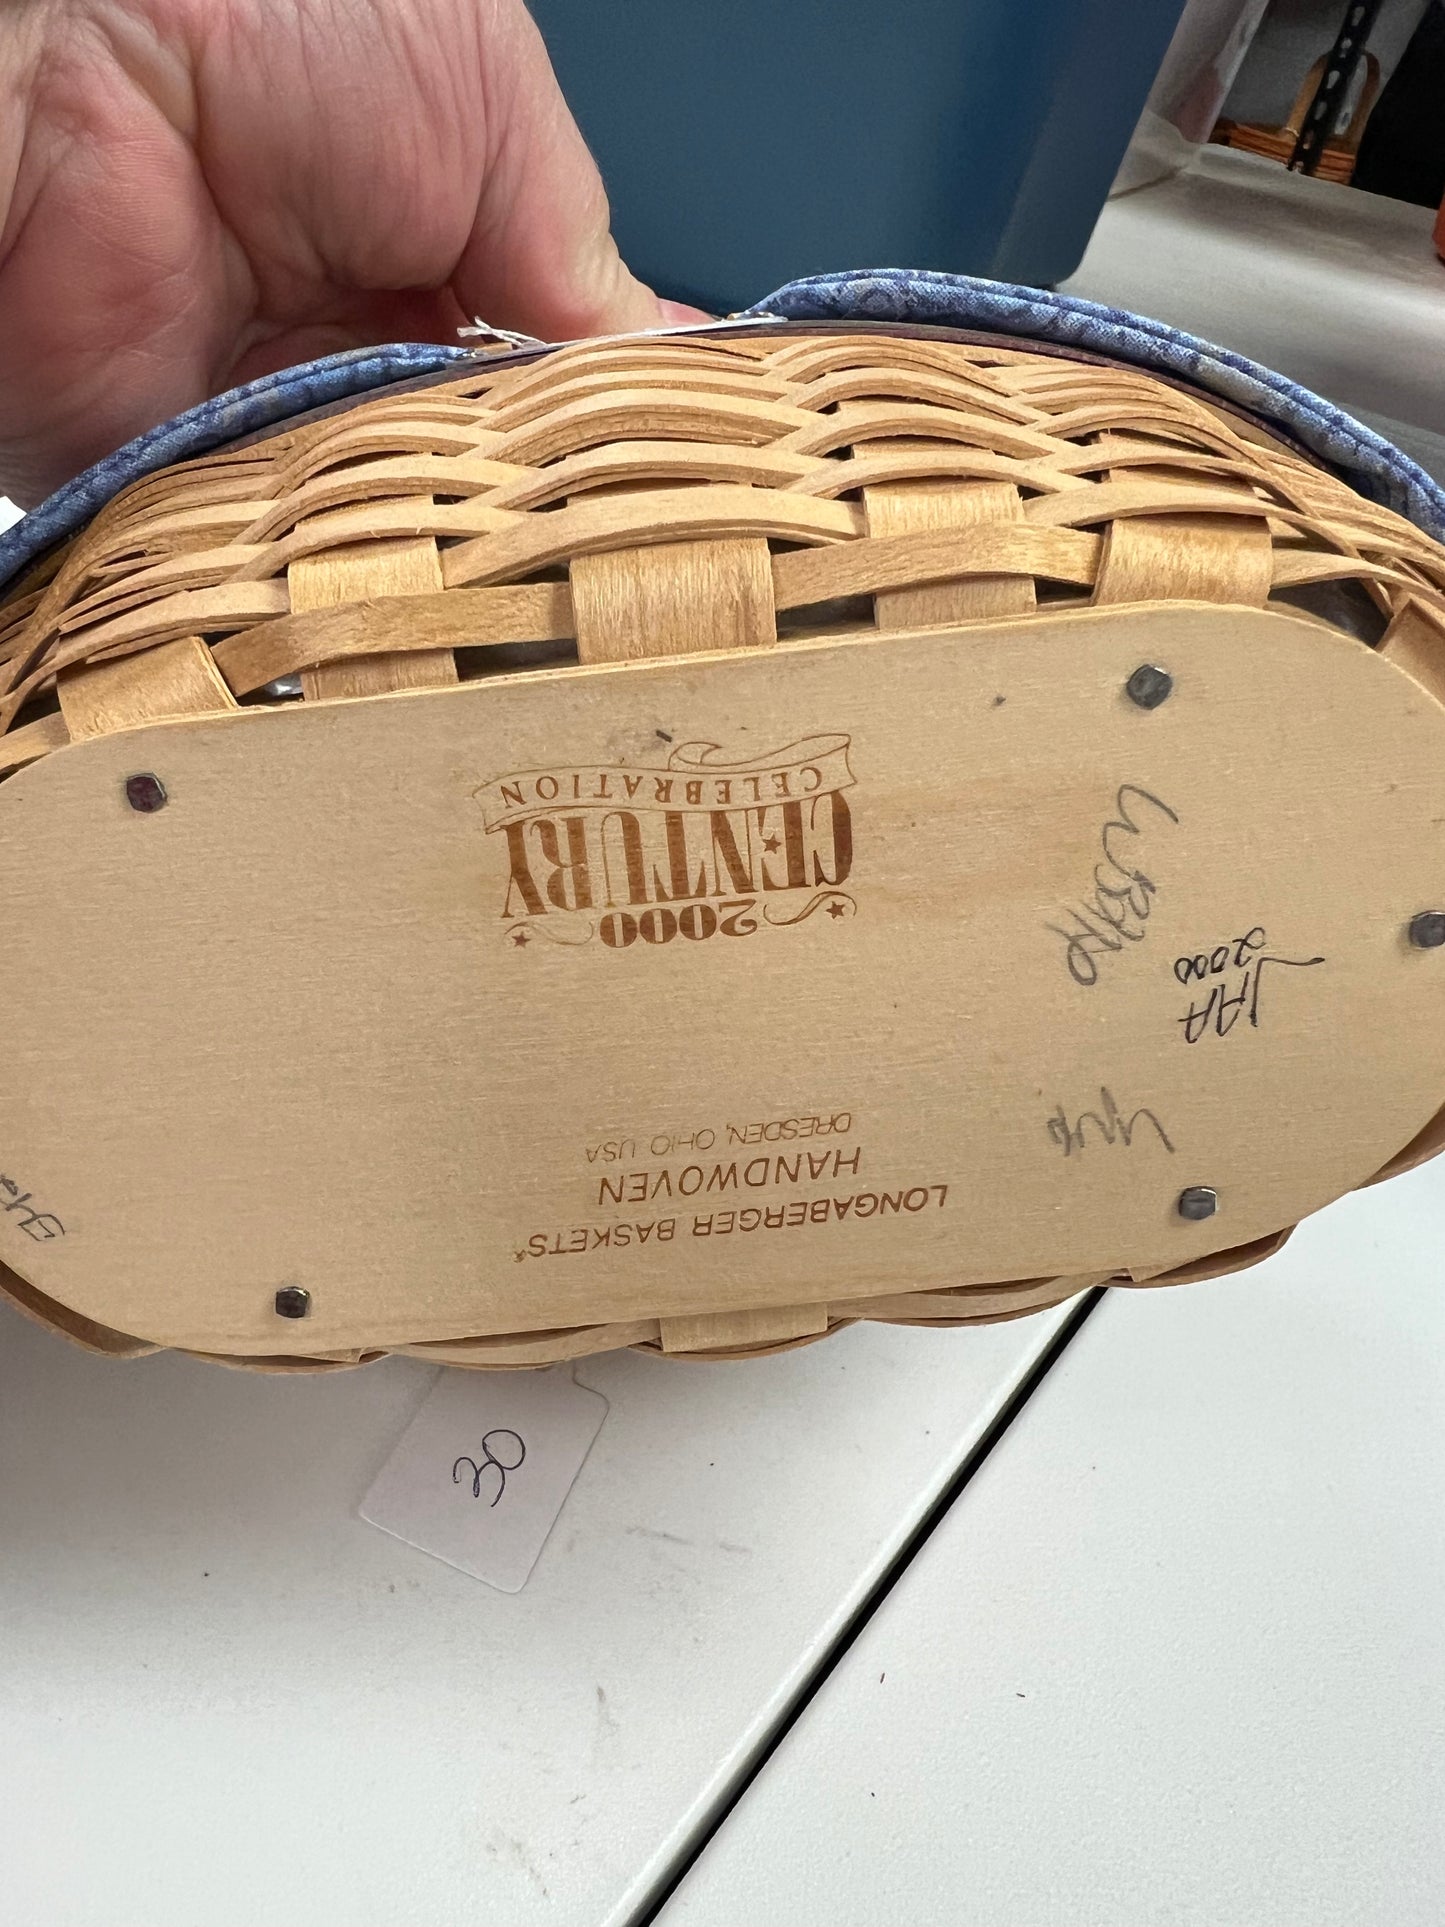 LONGABERGER BASKETS®
HANDWOVEN
DRESDEN, OHIO USA
2000
CENTURY
CELEBRATION
JAA
2000
30